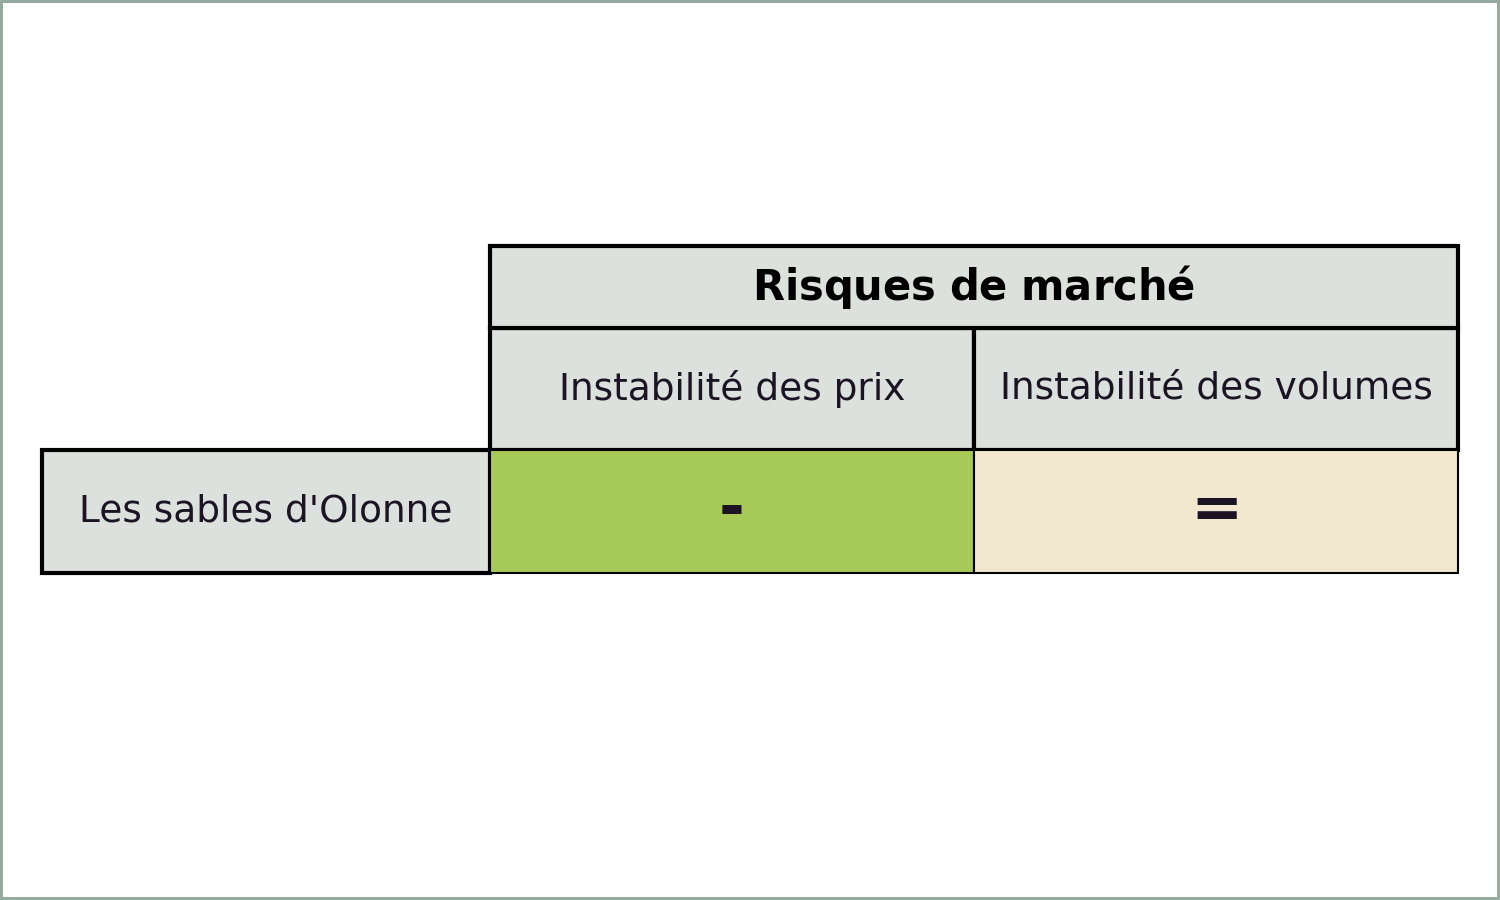 Risques de marché
Instabilité des prix
Instabilité des volumes
Les sables d'Olonne
-
=